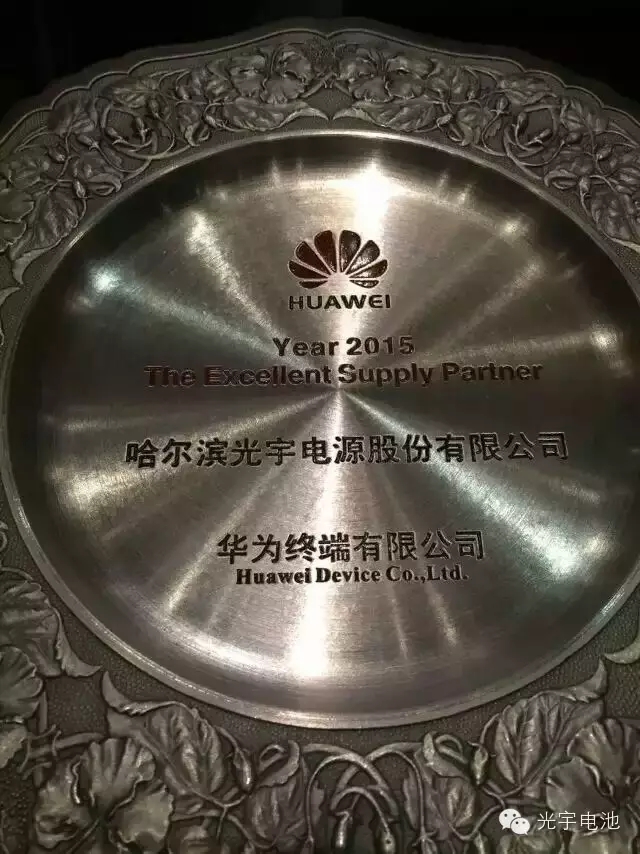 HUAWEI
Year 2015
The Excellent Supply Partner
哈尔滨光宇电源股份有限公司
华为终端有限公司
Huawei Device Co.,Ltd.
光宇电池